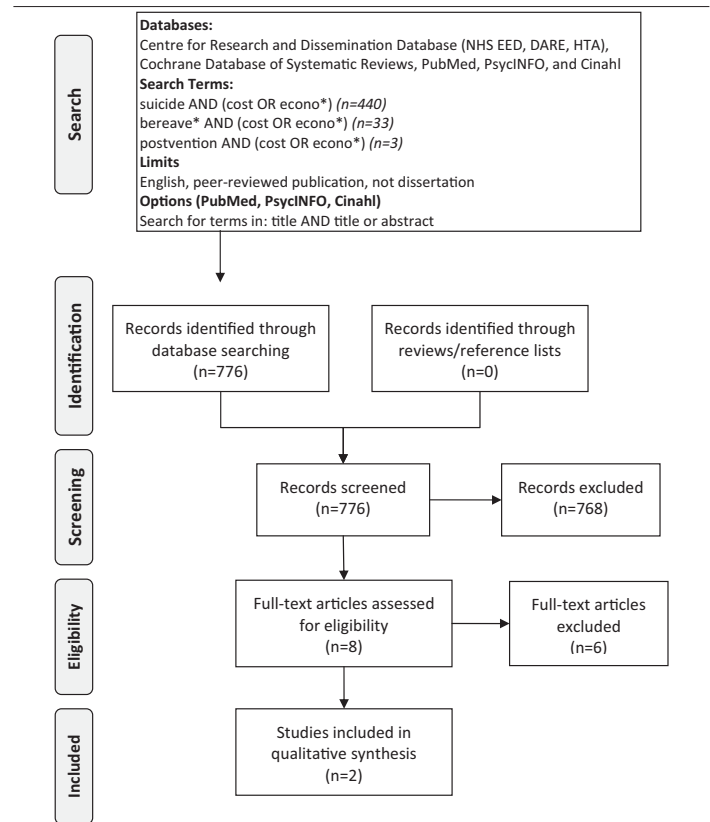 Search
Databases:
Centre for Research and Dissemination Database (NHS EED, DARE, HTA),
Cochrane Database of Systematic Reviews, PubMed, PsycINFO, and Cinahl
Search Terms:
suicide AND (cost OR econo*) (n=440)
bereave* AND (cost OR econo*) (n=33)
postvention AND (cost OR econo*) (n=3)
Limits
English, peer-reviewed publication, not dissertation
Options (PubMed, PsycINFO, Cinahl)
Search for terms in: title AND title or abstract
Identification
Records identified through
database searching
(n=776)
Records identified through
reviews/reference lists
(n=0)
Screening
Records screened
(n=776)
Records excluded
(n=768)
Eligibility
Full-text articles assessed
for eligibility
(n=8)
Full-text articles
excluded
(n=6)
Included
Studies included in
qualitative synthesis
(n=2)